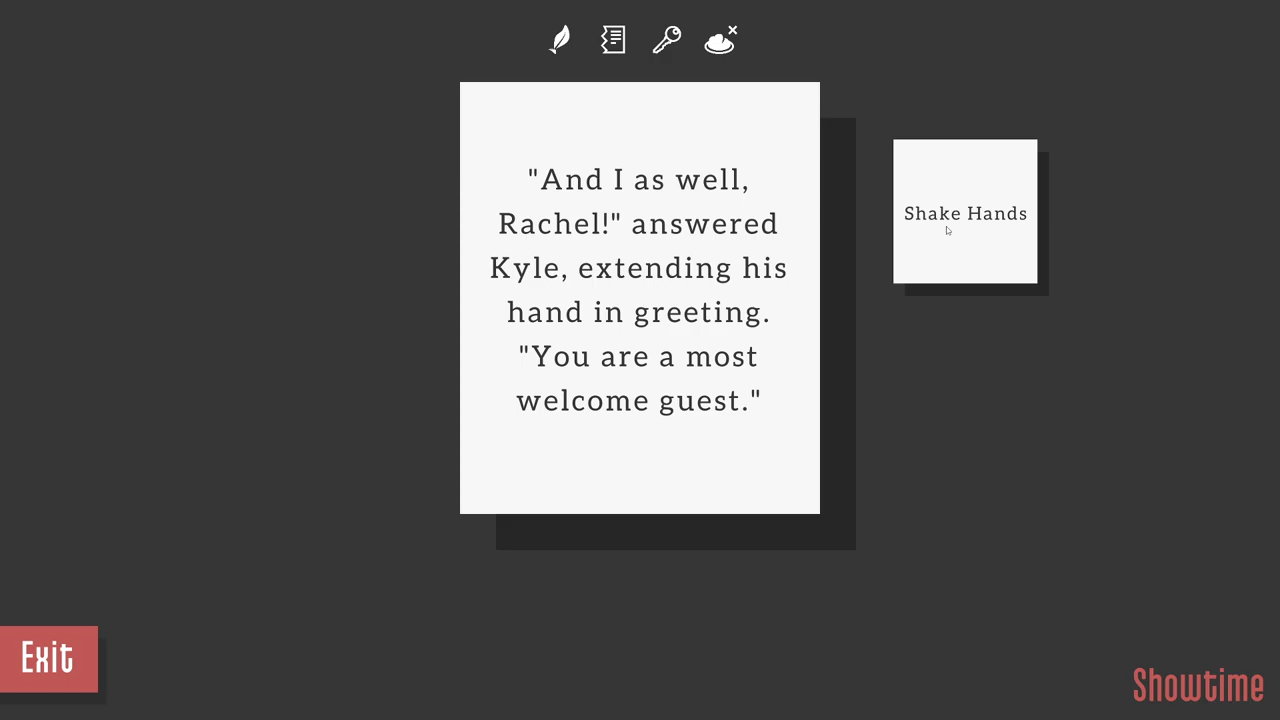 "And I as well,
Rachel!" answered
Kyle, extending his
hand in greeting.
"You are a most
welcome guest."
Shake Hands
Exit
Showtime